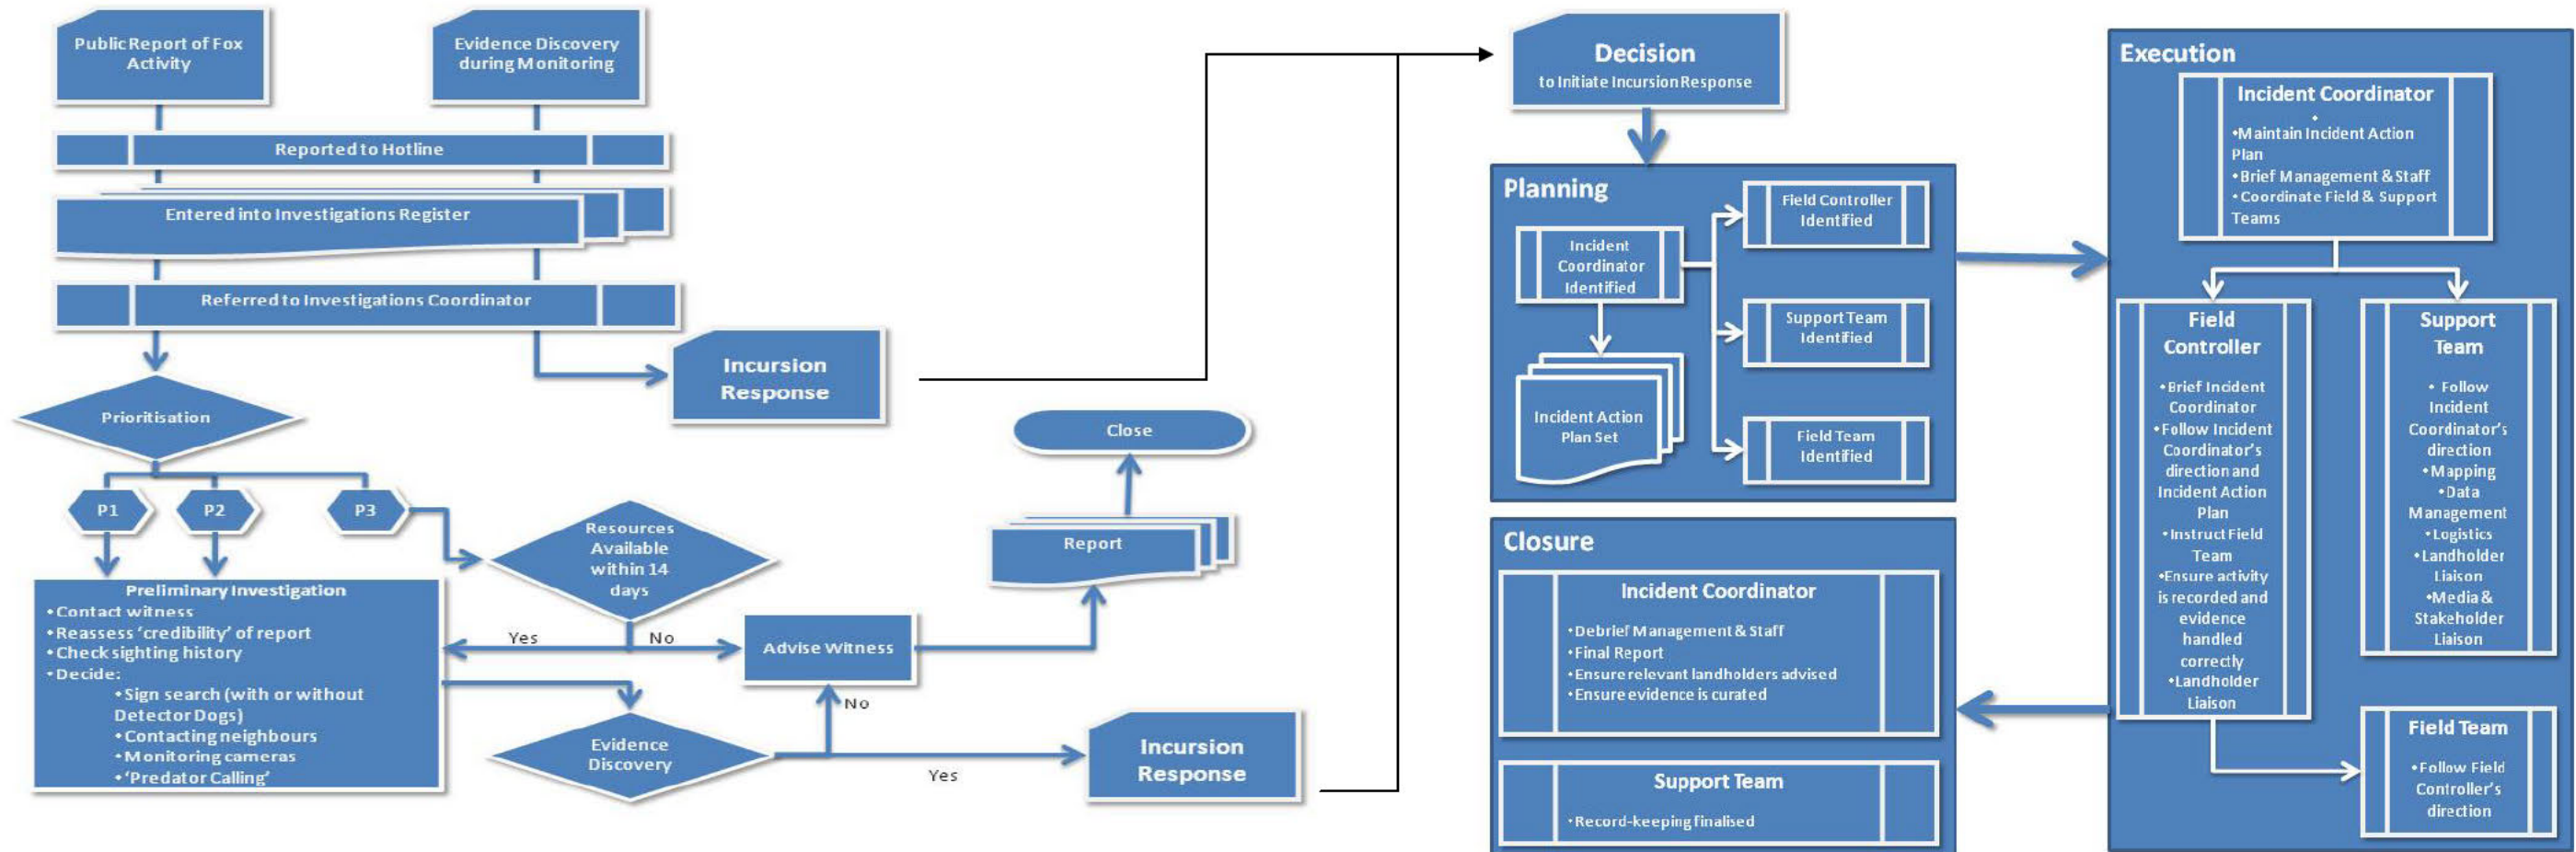 Public Report of Fox
Activity
Evidence Discovery
during Monitoring
Reported to Hotline
Entered into Investigations Register
Referred to Investigations Coordinator
Incursion
Response
Prioritisation
P1
P2
P3
Resources
Available
within 14
days
Yes
No
Preliminary Investigation
•Contact witness
•Reassess ‘credibility’ of report
•Check sighting history
•Decide:
•Sign search (with or without
Detector Dogs)
•Contacting neighbours
•Monitoring cameras
•‘Predator Calling’
Evidence
Discovery
No
Yes
Advise Witness
Report
Close
Incursion
Response
Decision
to Initiate Incursion Response
Planning
Incident
Coordinator
Identified
Incident Action
Plan Set
Field Controller
Identified
Support Team
Identified
Field Team
Identified
Execution
Incident Coordinator
•
•Maintain Incident Action
Plan
•Brief Management & Staff
•Coordinate Field & Support
Teams
Field
Controller
•Brief Incident
Coordinator
•Follow Incident
Coordinator’s
direction and
Incident Action
Plan
•Instruct Field
Team
•Ensure activity
is recorded and
evidence
handled
correctly
•Landholder
Liaison
Support
Team
• Follow
Incident
Coordinator’s
direction
•Mapping
•Data
Management
•Logistics
•Landholder
Liaison
•Media &
Stakeholder
Liaison
Field Team
•Follow Field
Controller’s
direction
Closure
Incident Coordinator
•Debrief Management & Staff
•Final Report
•Ensure relevant landholders advised
•Ensure evidence is curated
Support Team
•Record-keeping finalised